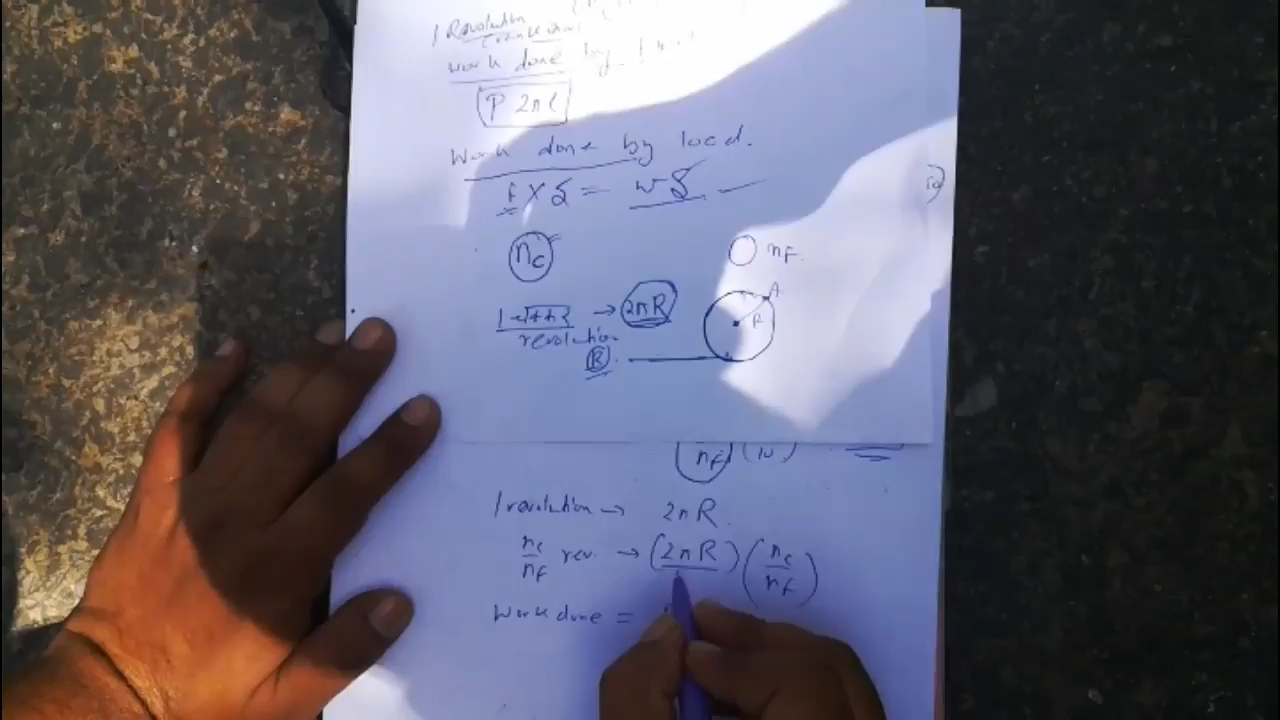 1 Revolution
work done by
P 2πl
Work done by load.
F × S = W S
nc
nF.
A
R
1 revolution → 2πR
R
nF
1 revolution → 2πR.
nc/nF rev. → (2πR) (nc/nF)
Work done =